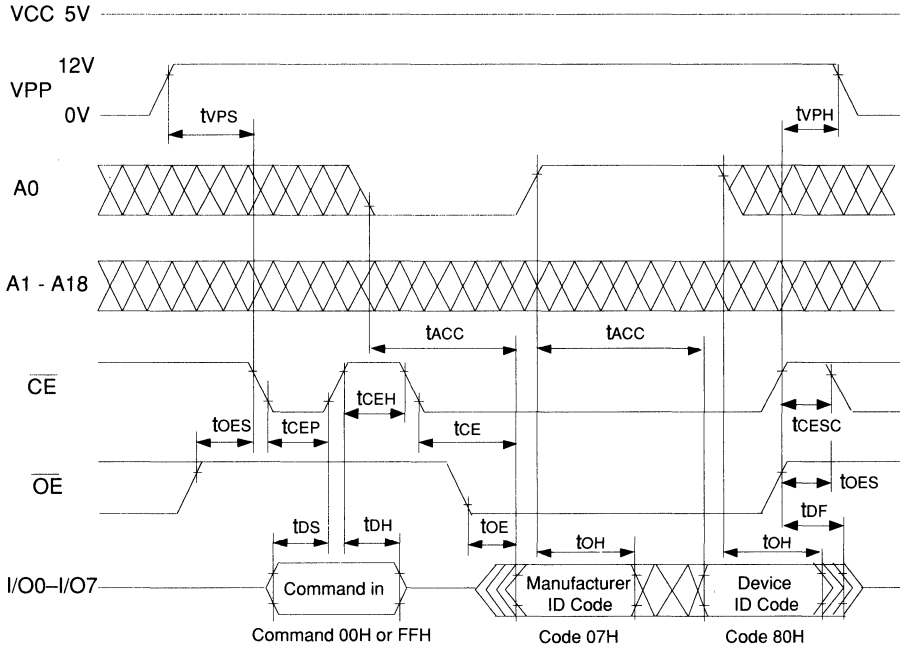 VCC 5V
12V
VPP
0V
tVPS
tVPH
A0
A1 - A18
tACC
tACC
CE
tCEH
tOES
tCEP
tCE
tCESC
OE
tOES
tDS
tDH
tOE
tOH
tOH
tDF
I/O0–I/O7
Command in
Manufacturer
ID Code
Device
ID Code
Command 00H or FFH
Code 07H
Code 80H